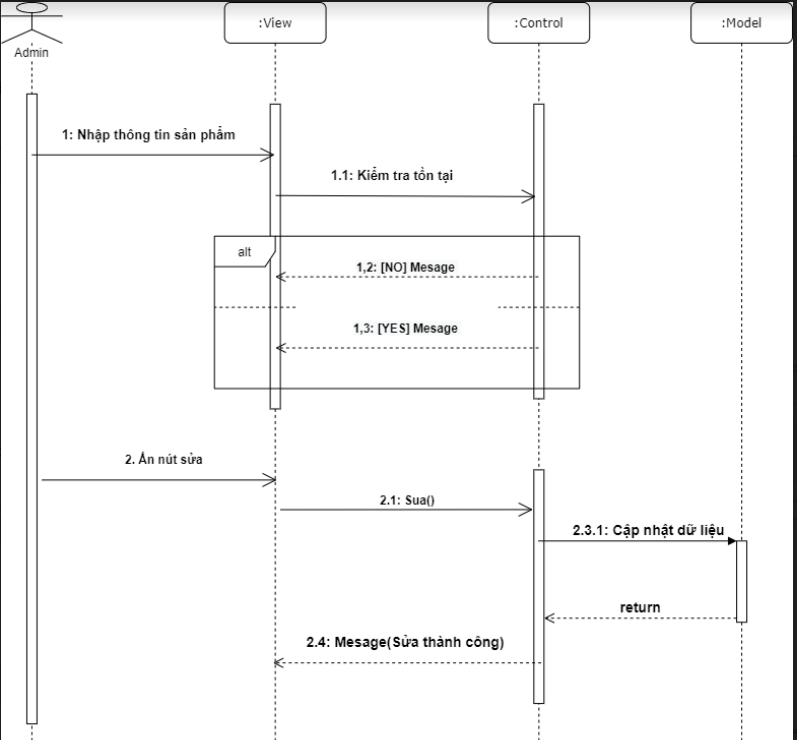 :View
:Control
:Model
Admin
1: Nhập thông tin sản phẩm
1.1: Kiểm tra tồn tại
alt
1,2: [NO] Mesage
1,3: [YES] Mesage
2. Ấn nút sửa
2.1: Sua()
2.3.1: Cập nhật dữ liệu
return
2.4: Mesage(Sửa thành công)